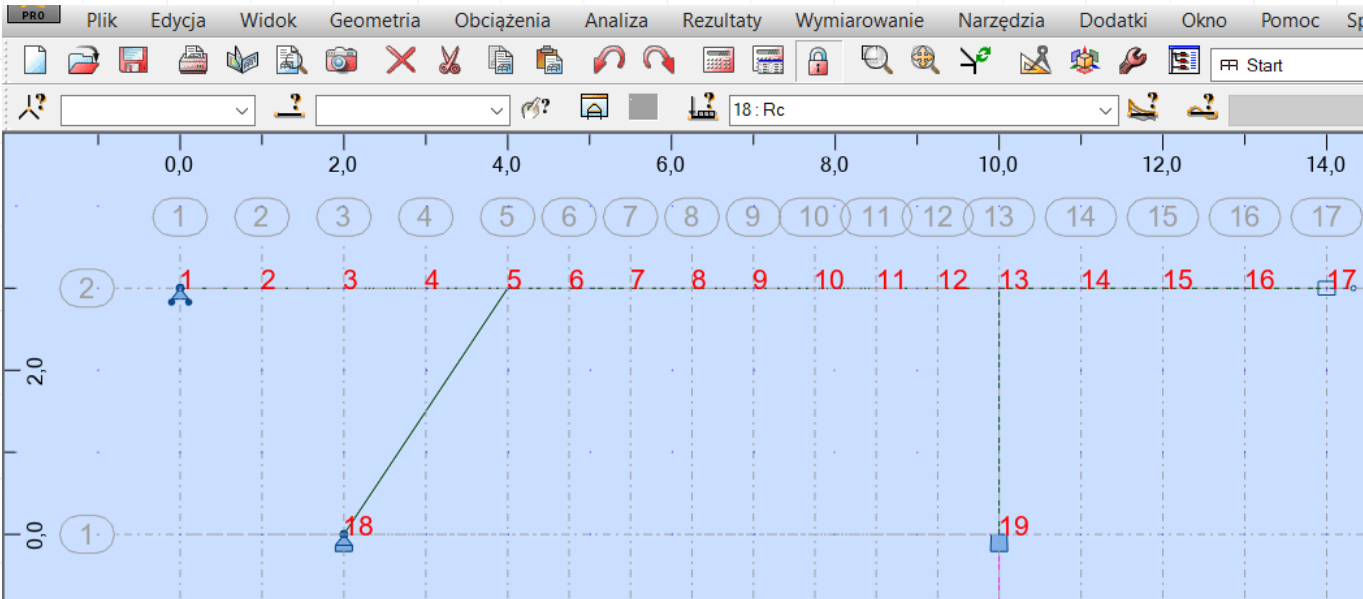 PRO Plik Edycja Widok Geometria Obciążenia Analiza Rezultaty Wymiarowanie Narzędzia Dodatki Okno Pomoc Sp
Start
18 : Rc
0,0 2,0 4,0 6,0 8,0 10,0 12,0 14,0
1 2 3 4 5 6 7 8 9 10 11 12 13 14 15 16 17
2 1 2 3 4 5 6 7 8 9 10 11 12 13 14 15 16 17
2,0
0,0 1 18 19